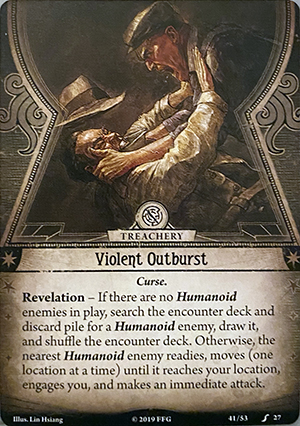 TREACHERY
Violent Outburst
Curse.
Revelation – If there are no Humanoid
enemies in play, search the encounter deck and
discard pile for a Humanoid enemy, draw it,
and shuffle the encounter deck. Otherwise, the
nearest Humanoid enemy readies, moves (one
location at a time) until it reaches your location,
engages you, and makes an immediate attack.
Illus. Lin Hsiang © 2019 FFG 41/53 27